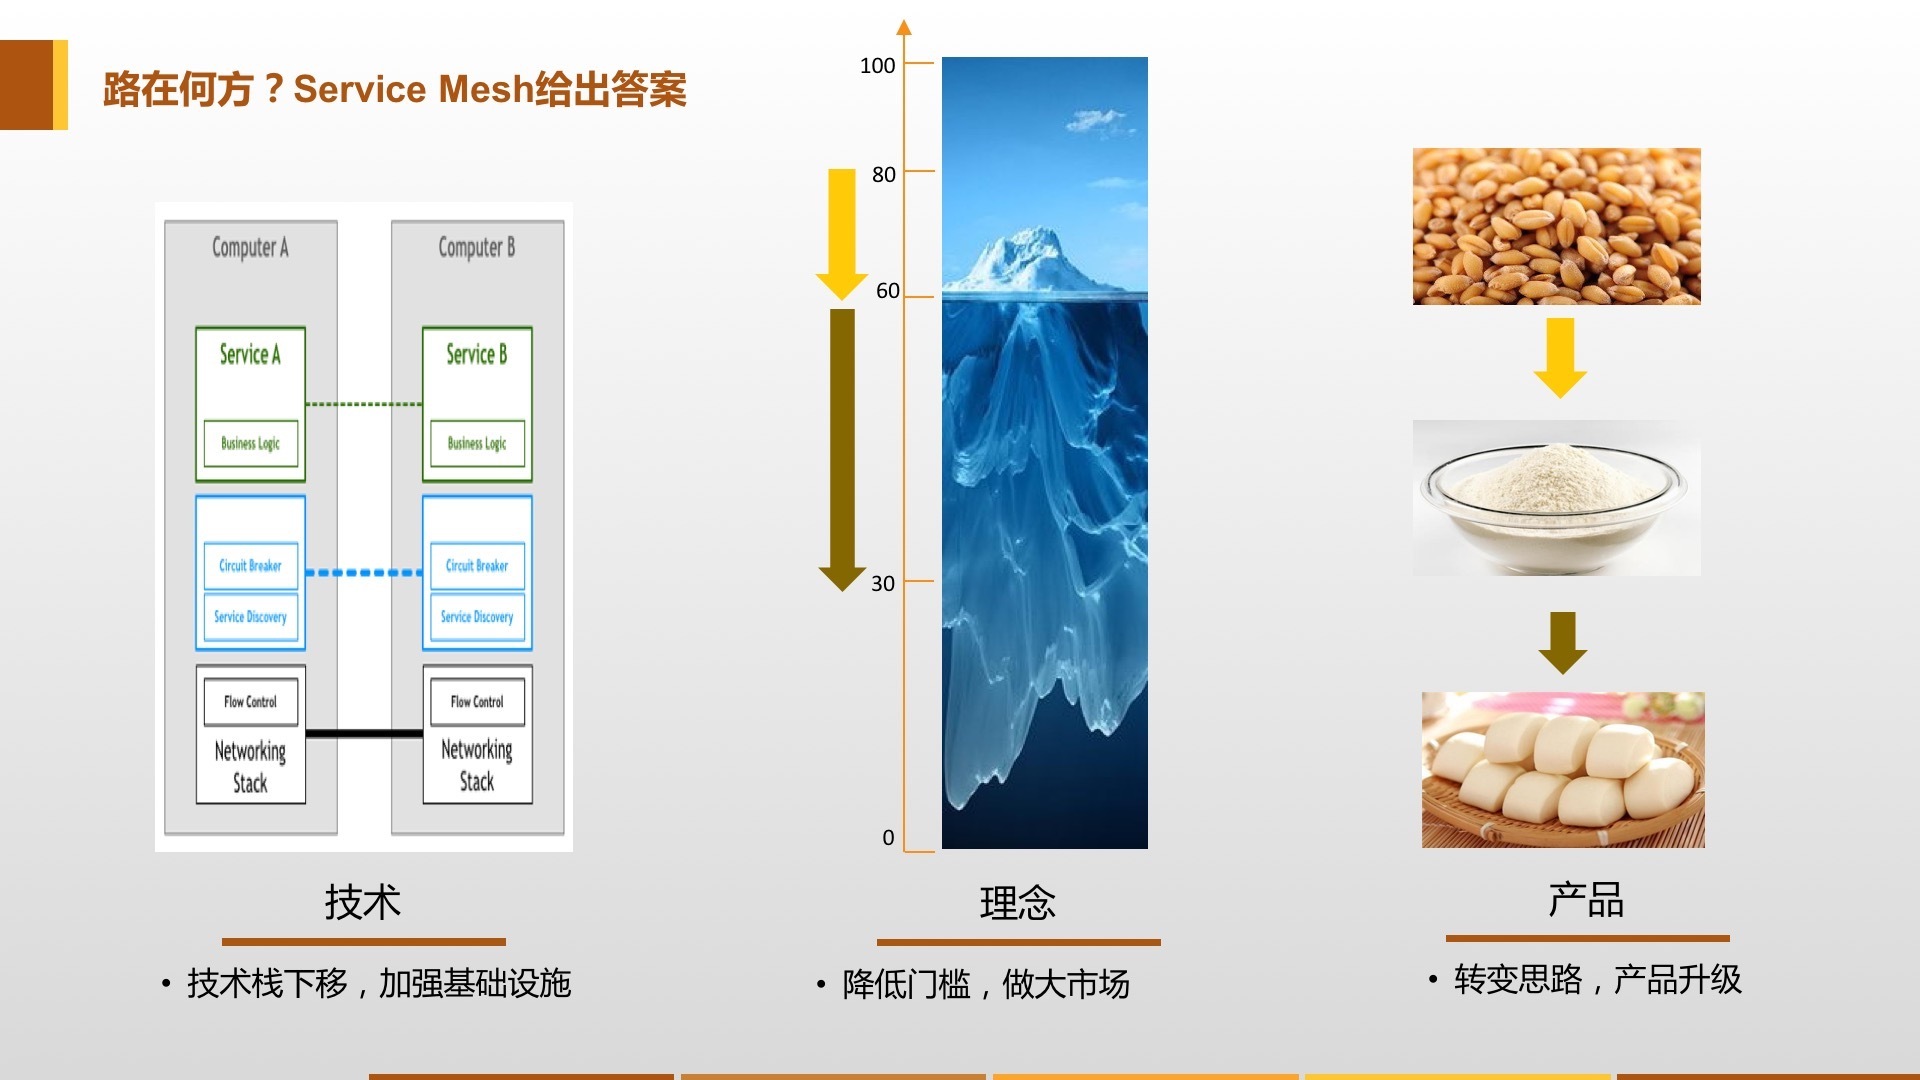 路在何方？Service Mesh给出答案
Computer A
Computer B
Service A
Service B
Business Logic
Business Logic
Circuit Breaker
Circuit Breaker
Service Discovery
Service Discovery
Flow Control
Flow Control
Networking
Stack
Networking
Stack
技术
• 技术栈下移，加强基础设施
100
80
60
30
0
理念
• 降低门槛，做大市场
产品
• 转变思路，产品升级